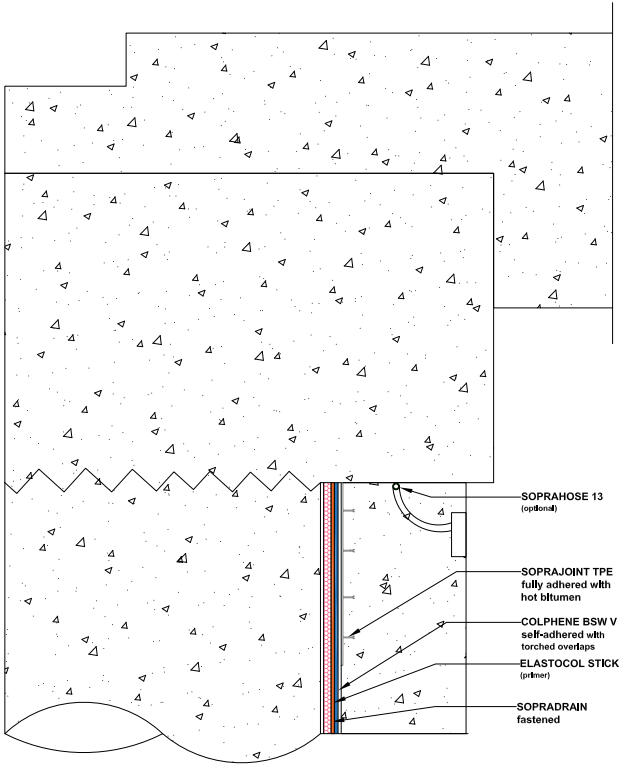 SOPRAHOSE 13
(optional)
SOPRAJOINT TPE
fully adhered with
hot bitumen
COLPHENE BSW V
self-adhered with
torched overlaps
ELASTOCOL STICK
(primer)
SOPRADRAIN
fastened